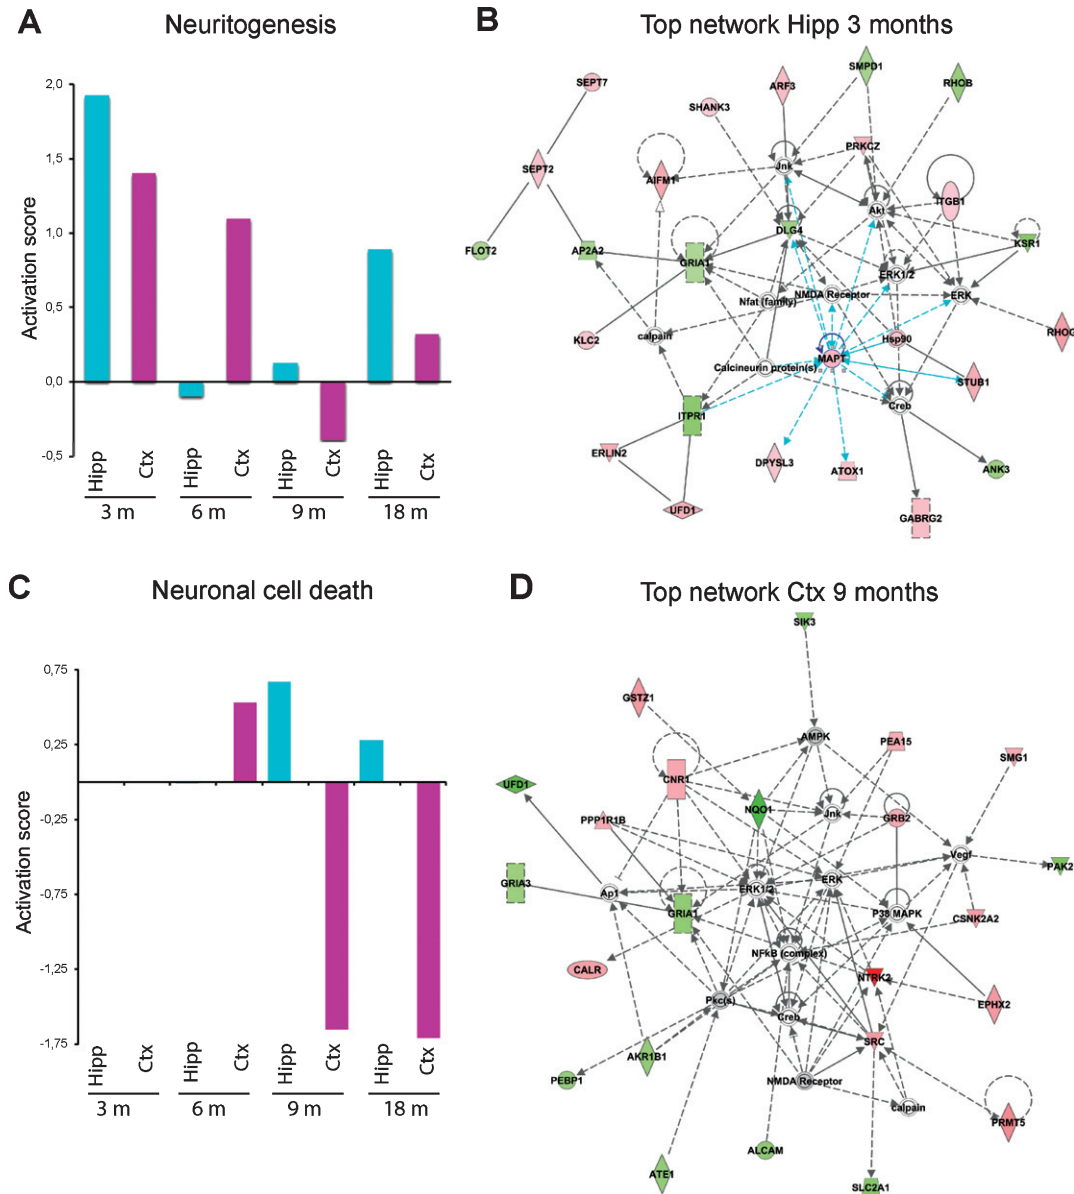 A
Neuritogenesis
2,0
1,5
1,0
0,5
0,0
-0,5
Activation score
Hipp
Ctx
Hipp
Ctx
Hipp
Ctx
Hipp
Ctx
3 m
6 m
9 m
18 m
B
Top network Hipp 3 months
SEPT7
SMPD1
ARF3
RHOB
SHANK3
PRKCZ
SEPT2
Jnk
AIFM1
ITGB1
Akt
DLG4
KSR1
FLOT2
AP2A2
GRIA1
ERK1/2
NMDA Receptor
ERK
Nfat (family)
RHOG
KLC2
calpain
Hsp90
MAPT
Calcineurin protein(s)
STUB1
Creb
ITPR1
ERLIN2
DPYSL3
ATOX1
ANK3
UFD1
GABRG2
C
Neuronal cell death
0,75
0,25
-0,25
-0,75
-1,25
-1,75
Activation score
Hipp
Ctx
Hipp
Ctx
Hipp
Ctx
Hipp
Ctx
3 m
6 m
9 m
18 m
D
Top network Ctx 9 months
SIK3
GSTZ1
AMPK
PEA15
SMG1
CNR1
UFD1
NQO1
Jnk
GRB2
PPP1R1B
Vegf
PAK2
GRIA3
Ap1
ERK1/2
ERK
GRIA1
P38 MAPK
CSNK2A2
NFkB (complex)
CALR
NTRK2
Pkc(s)
EPHX2
Creb
SRC
AKR1B1
PEBP1
NMDA Receptor
calpain
PRMT5
ALCAM
ATE1
SLC2A1